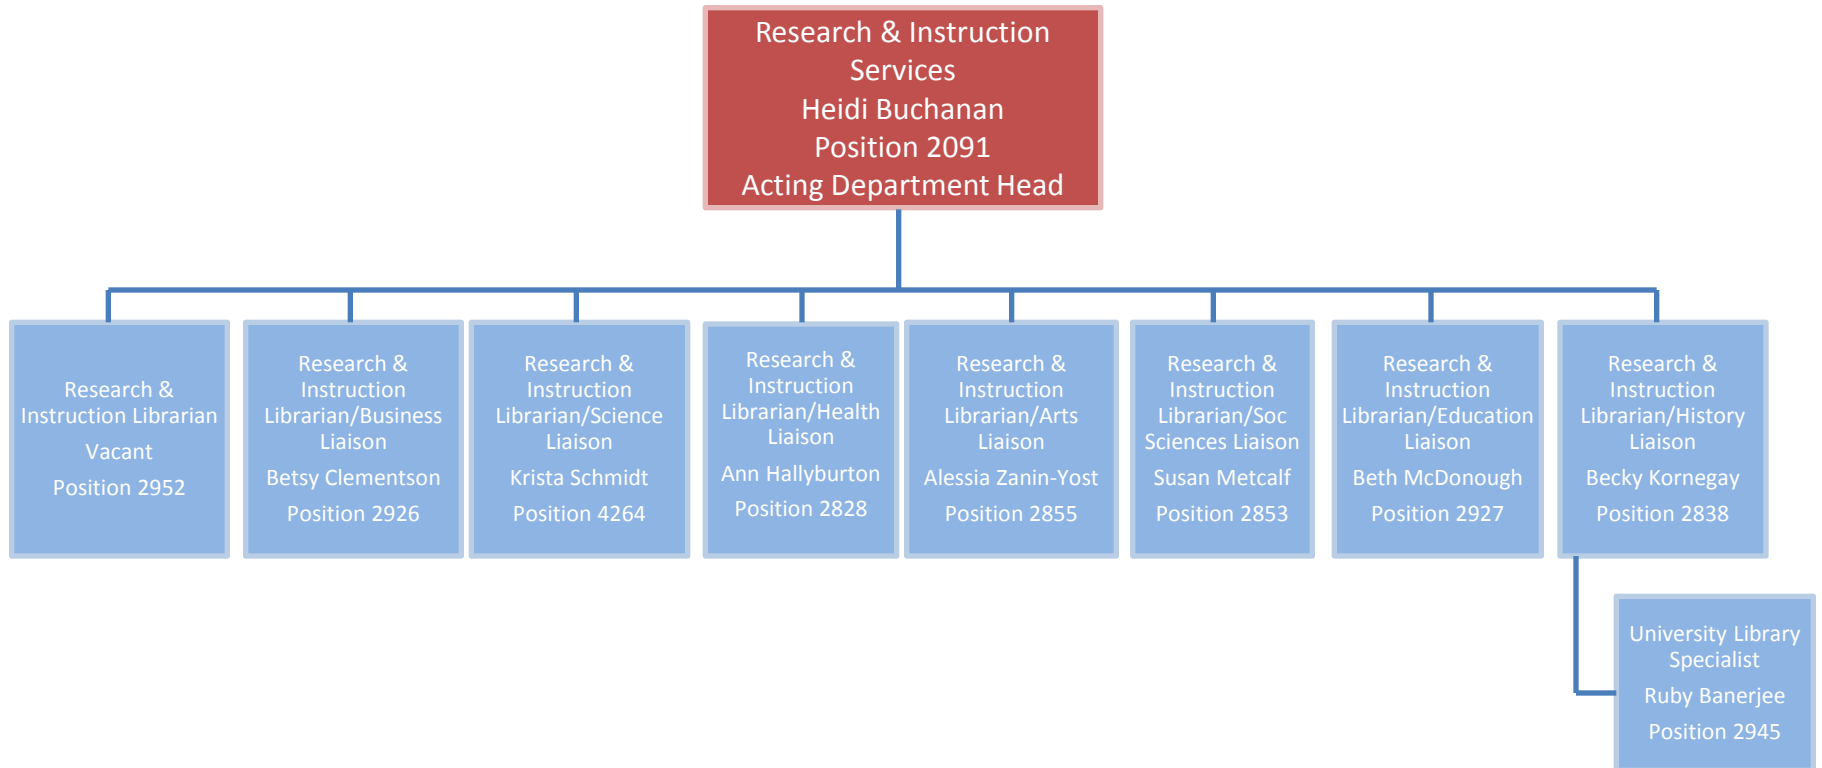 Research & Instruction
Services
Heidi Buchanan
Position 2091
Acting Department Head
Research &
Instruction Librarian
Vacant
Position 2952
Research &
Instruction
Librarian/Business
Liaison
Betsy Clementson
Position 2926
Research &
Instruction
Librarian/Science
Liaison
Krista Schmidt
Position 4264
Research &
Instruction
Librarian/Health
Liaison
Ann Hallyburton
Position 2828
Research &
Instruction
Librarian/Arts
Liaison
Alessia Zanin-Yost
Position 2855
Research &
Instruction
Librarian/Soc
Sciences Liaison
Susan Metcalf
Position 2853
Research &
Instruction
Librarian/Education
Liaison
Beth McDonough
Position 2927
Research &
Instruction
Librarian/History
Liaison
Becky Kornegay
Position 2838
University Library
Specialist
Ruby Banerjee
Position 2945